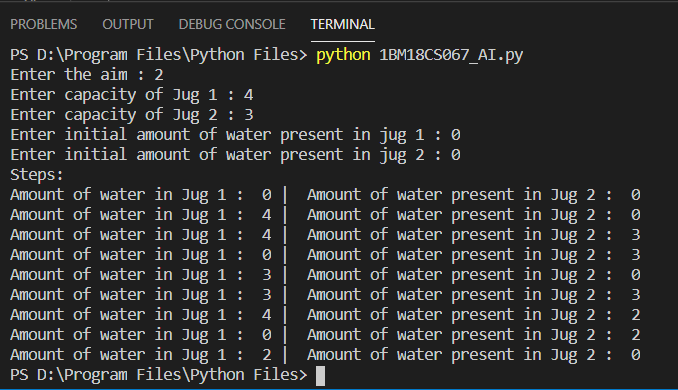 PROBLEMS OUTPUT DEBUG CONSOLE TERMINAL
PS D:\Program Files\Python Files> python 1BM18CS067_AI.py
Enter the aim : 2
Enter capacity of Jug 1 : 4
Enter capacity of Jug 2 : 3
Enter initial amount of water present in jug 1 : 0
Enter initial amount of water present in jug 2 : 0
Steps:
Amount of water in Jug 1 :  0 |  Amount of water present in Jug 2 :  0
Amount of water in Jug 1 :  4 |  Amount of water present in Jug 2 :  0
Amount of water in Jug 1 :  4 |  Amount of water present in Jug 2 :  3
Amount of water in Jug 1 :  0 |  Amount of water present in Jug 2 :  3
Amount of water in Jug 1 :  3 |  Amount of water present in Jug 2 :  0
Amount of water in Jug 1 :  3 |  Amount of water present in Jug 2 :  3
Amount of water in Jug 1 :  4 |  Amount of water present in Jug 2 :  2
Amount of water in Jug 1 :  0 |  Amount of water present in Jug 2 :  2
Amount of water in Jug 1 :  2 |  Amount of water present in Jug 2 :  0
PS D:\Program Files\Python Files>